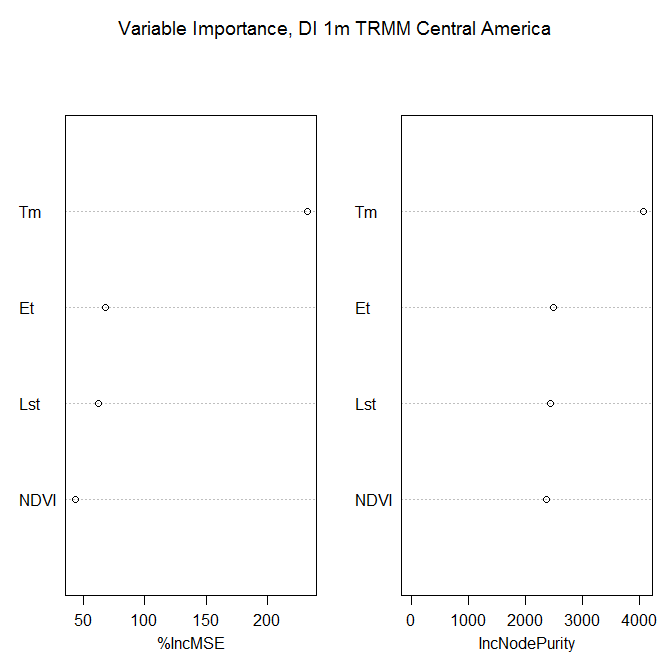 Variable Importance, DI 1m TRMM Central America
Tm
Et
Lst
NDVI
50 100 150 200
%IncMSE
Tm
Et
Lst
NDVI
0 1000 2000 3000 4000
IncNodePurity